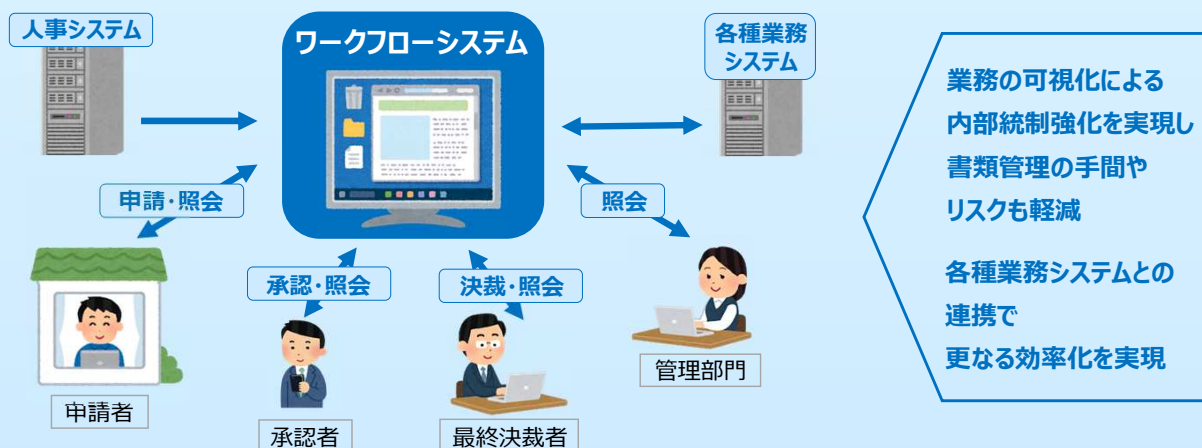 人事システム
ワークフローシステム
各種業務
システム
申請・照会
照会
承認・照会
決裁・照会
申請者
承認者
最終決裁者
管理部門
業務の可視化による
内部統制強化を実現し
書類管理の手間や
リスクも軽減
各種業務システムとの
連携で
更なる効率化を実現